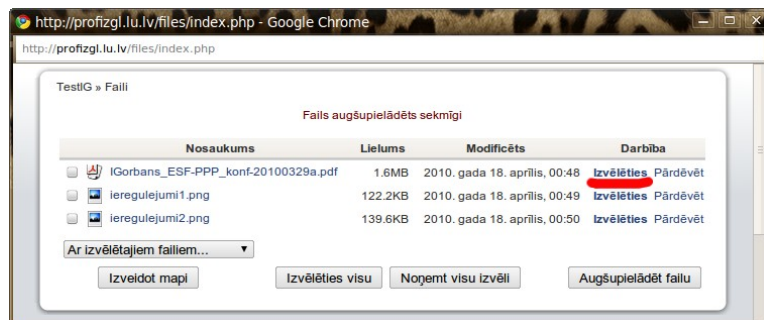 http://profizgl.lu.lv/files/index.php - Google Chrome
http://profizgl.lu.lv/files/index.php
TestIG » Faili
Fails augšupielādēts sekmīgi
Nosaukums Lielums Modificēts Darbība
IGorbans_ESF-PPP_konf-20100329a.pdf 1.6MB 2010. gada 18. aprīlis, 00:48 Izvēlēties Pārdēvēt
ieregulejumi1.png 122.2KB 2010. gada 18. aprīlis, 00:49 Izvēlēties Pārdēvēt
ieregulejumi2.png 139.6KB 2010. gada 18. aprīlis, 00:50 Izvēlēties Pārdēvēt
Ar izvēlētajiem failiem...
Izveidot mapi Izvēlēties visu Noņemt visu izvēli Augšupielādēt failu